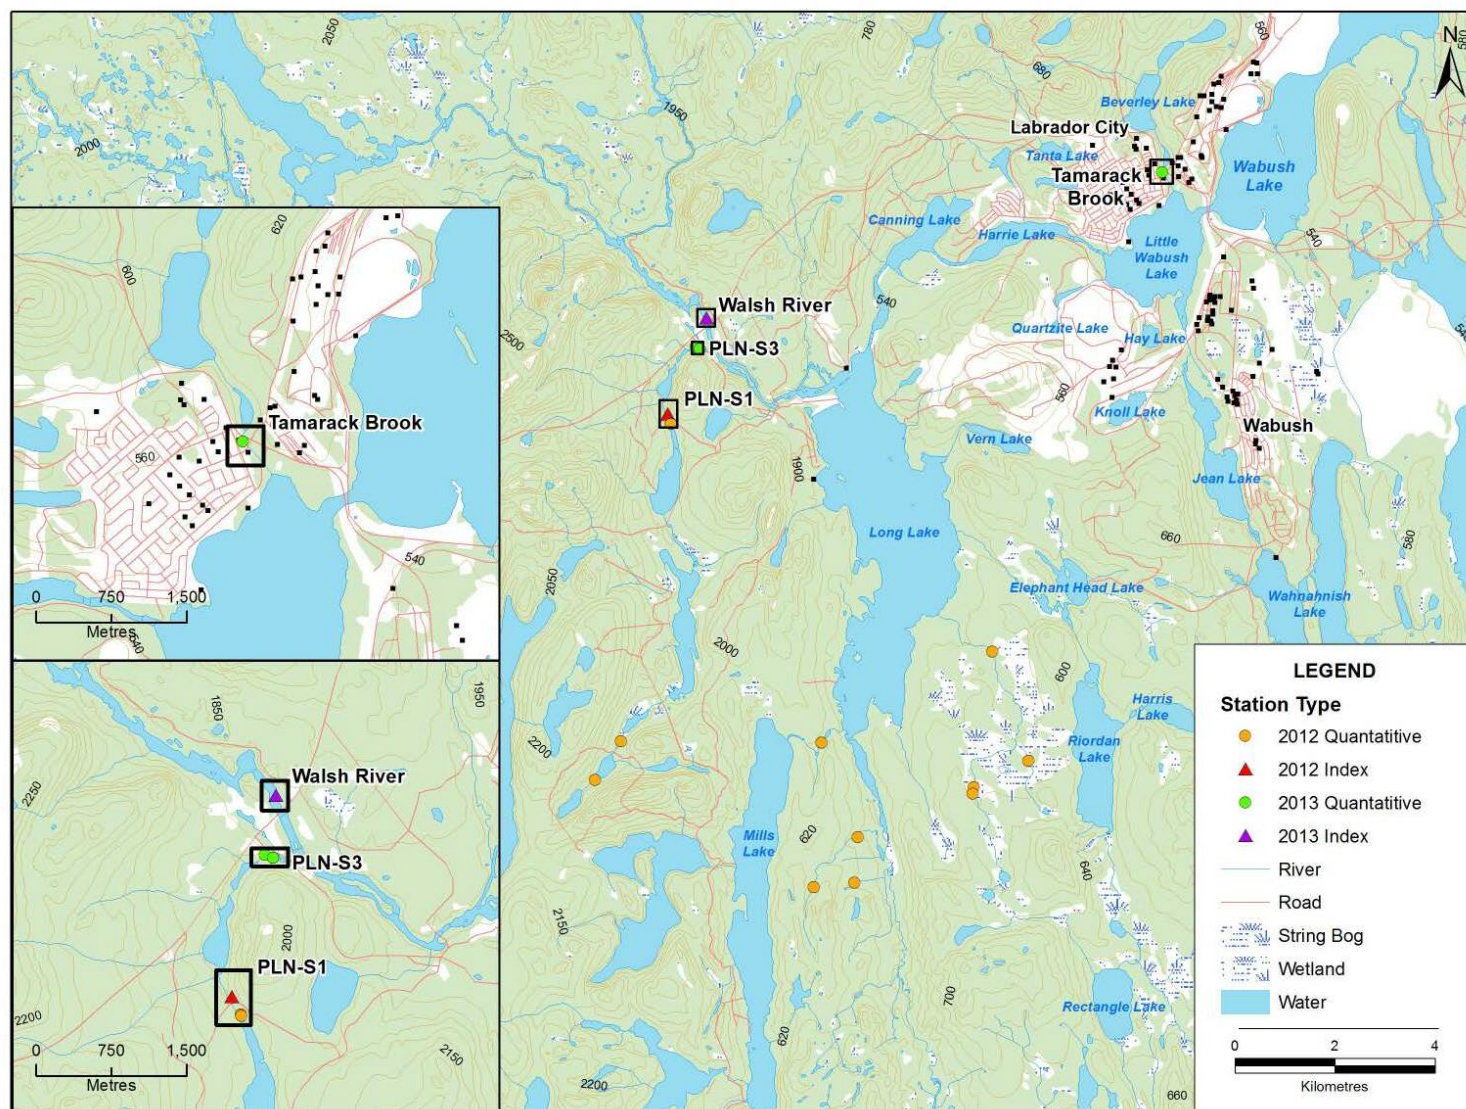 2050
780
560
580
N
1950
680
Beverley Lake
2000
Labrador City
Tanta Lake
Tamarack
Brook
Wabush
Lake
Canning Lake
Harrie Lake
Little
Wabush
Lake
540
540
540
Walsh River
Quartzite Lake
Hay Lake
2500
PLN-S3
PLN-S1
560
Knoll Lake
Vern Lake
Wabush
1900
Jean Lake
Long Lake
660
580
2050
Elephant Head Lake
Wahnahnish
Lake
2000
600
Harris
Lake
2200
Riordan
Lake
620
Mills
Lake
640
2150
700
Rectangle Lake
620
2200
660
620
600
Tamarack Brook
560
540
0 750 1,500
Metres
540
1850
1950
2250
Walsh River
PLN-S3
2000
PLN-S1
2200
0 750 1,500
2150
Metres
LEGEND
Station Type
2012 Quantatitive
2012 Index
2013 Quantatitive
2013 Index
River
Road
String Bog
Wetland
Water
0 2 4
Kilometres